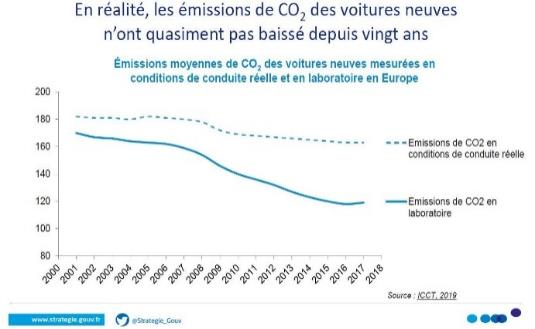 En réalité, les émissions de CO2 des voitures neuves
n'ont quasiment pas baissé depuis vingt ans
Émissions moyennes de CO2 des voitures neuves mesurées en
conditions de conduite réelle et en laboratoire en Europe
200
180
160
140
120
100
80
2000 2001 2002 2003 2004 2005 2006 2007 2008 2009 2010 2011 2012 2013 2014 2015 2016 2017 2018
Emissions de CO2 en
conditions de conduite réelle
Emissions de CO2 en
laboratoire
Source : ICCT, 2019
www.strategie.gouv.fr
@Strategie_Gouv